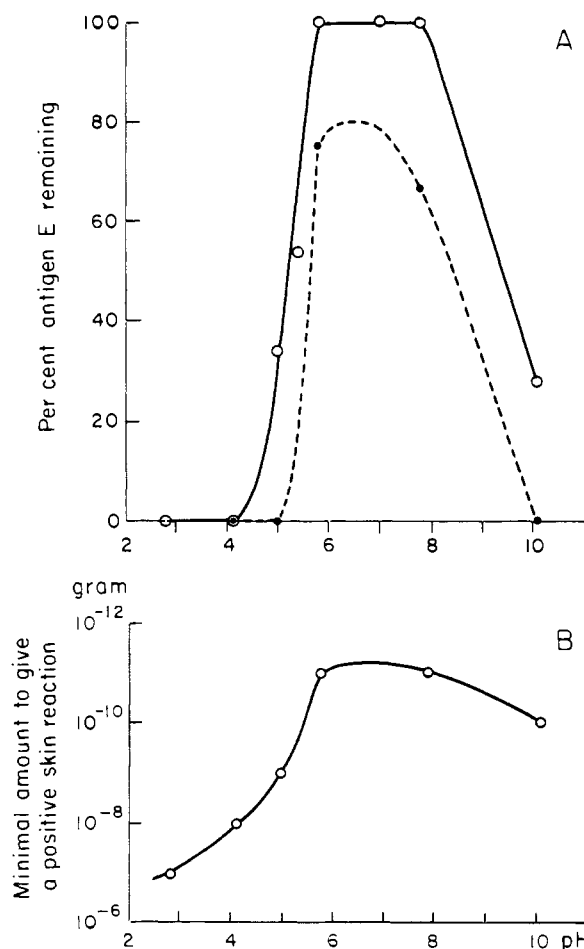 A
Per cent antigen E remaining
100
80
60
40
20
0
2 4 6 8 10
B
gram
Minimal amount to give
a positive skin reaction
10⁻¹²
10⁻¹⁰
10⁻⁸
10⁻⁶
2 4 6 8 10 pH